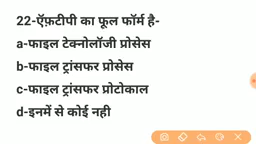 22-ऍफ़टीपी का फूल फॉर्म है-
a-फाइल टेक्नोलॉजी प्रोसेस
b-फाइल ट्रांसफर प्रोसेस
c-फाइल ट्रांसफर प्रोटोकाल
d-इनमें से कोई नही